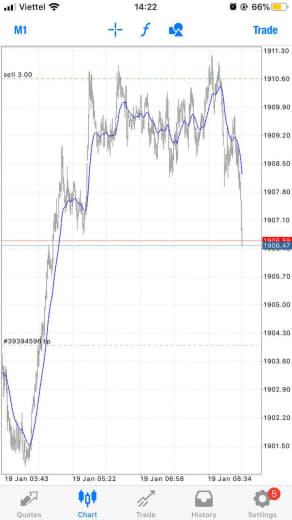 Viettel 14:22 66%
M1 f Trade
1911.30
sell 3.00
1910.60
1909.90
1909.20
1908.50
1907.80
1907.10
1906.59
1906.47
1905.70
1905.00
1904.30
#39394596 tp
1903.60
1902.90
1902.20
1901.50
19 Jan 03:43 19 Jan 05:22 19 Jan 06:58 19 Jan 08:34
5
Quotes Chart Trade History Settings